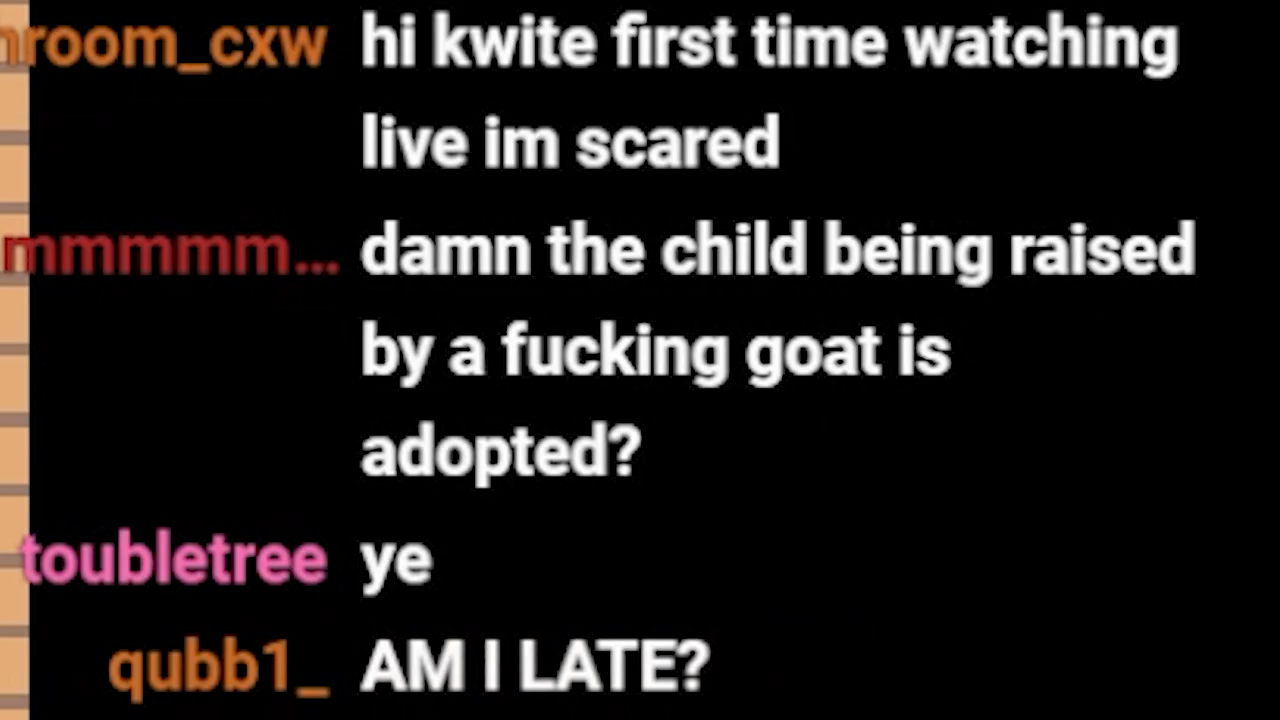 room_cxw hi kwite first time watching
live im scared
mmmmm... damn the child being raised
by a fucking goat is
adopted?
toubletree ye
qubb1_ AM I LATE?